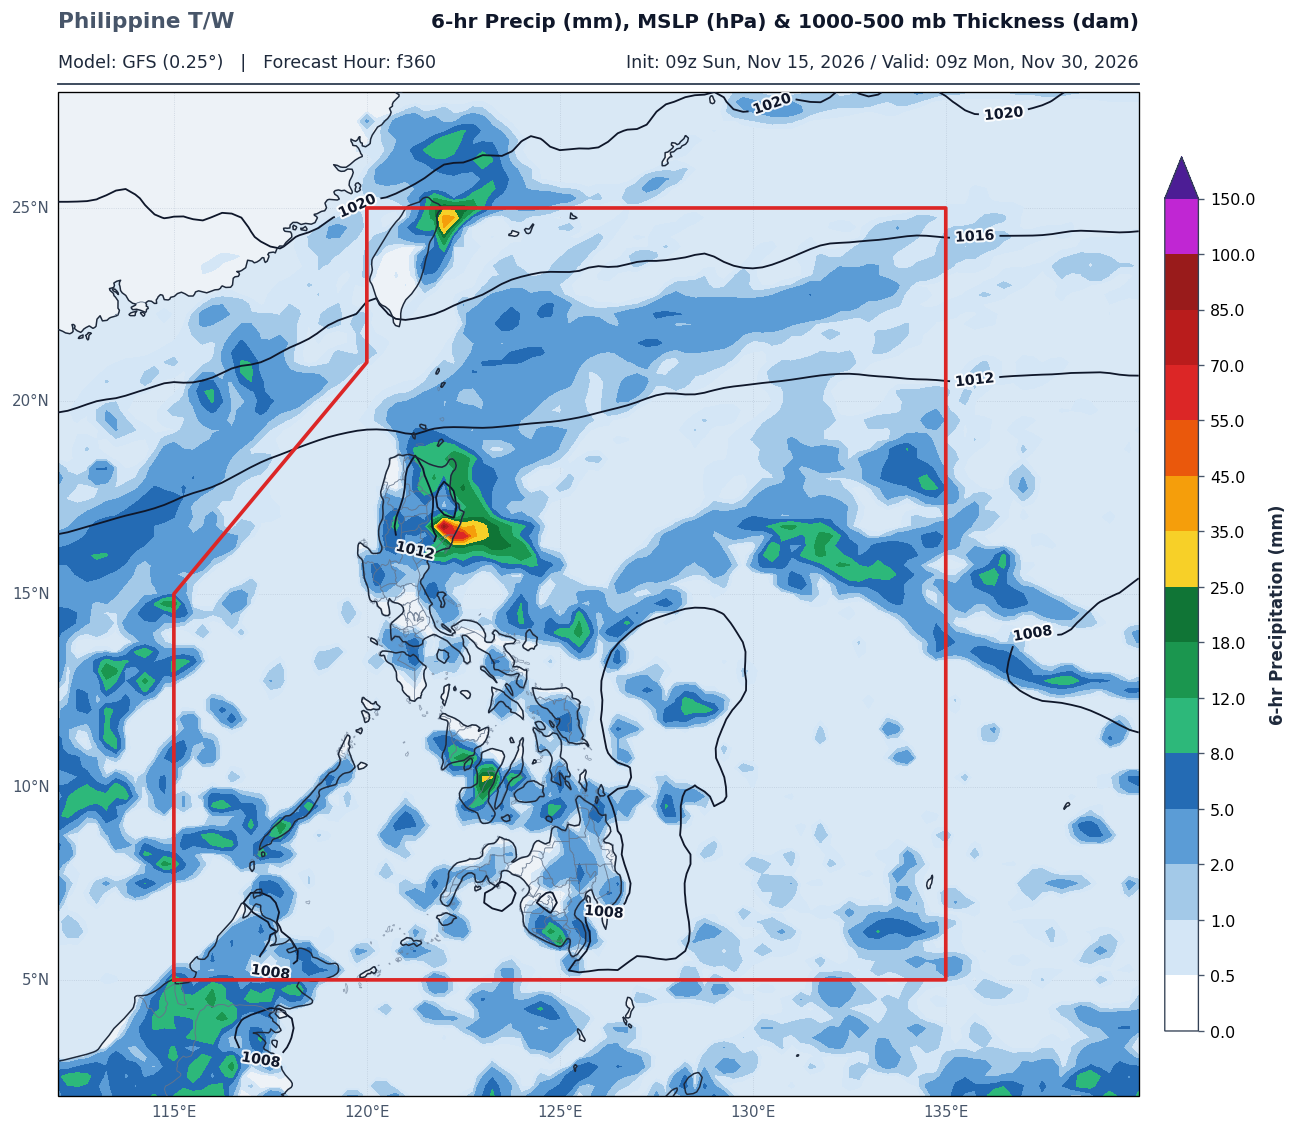 Philippine T/W
6-hr Precip (mm), MSLP (hPa) & 1000-500 mb Thickness (dam)
Model: GFS (0.25°) | Forecast Hour: f360
Init: 09z Sun, Nov 15, 2026 / Valid: 09z Mon, Nov 30, 2026
1020
1020
1020
1016
1012
1012
1008
1008
1008
1008
25°N
20°N
15°N
10°N
5°N
115°E
120°E
125°E
130°E
135°E
150.0
100.0
85.0
70.0
55.0
45.0
35.0
25.0
18.0
12.0
8.0
5.0
2.0
1.0
0.5
0.0
6-hr Precipitation (mm)